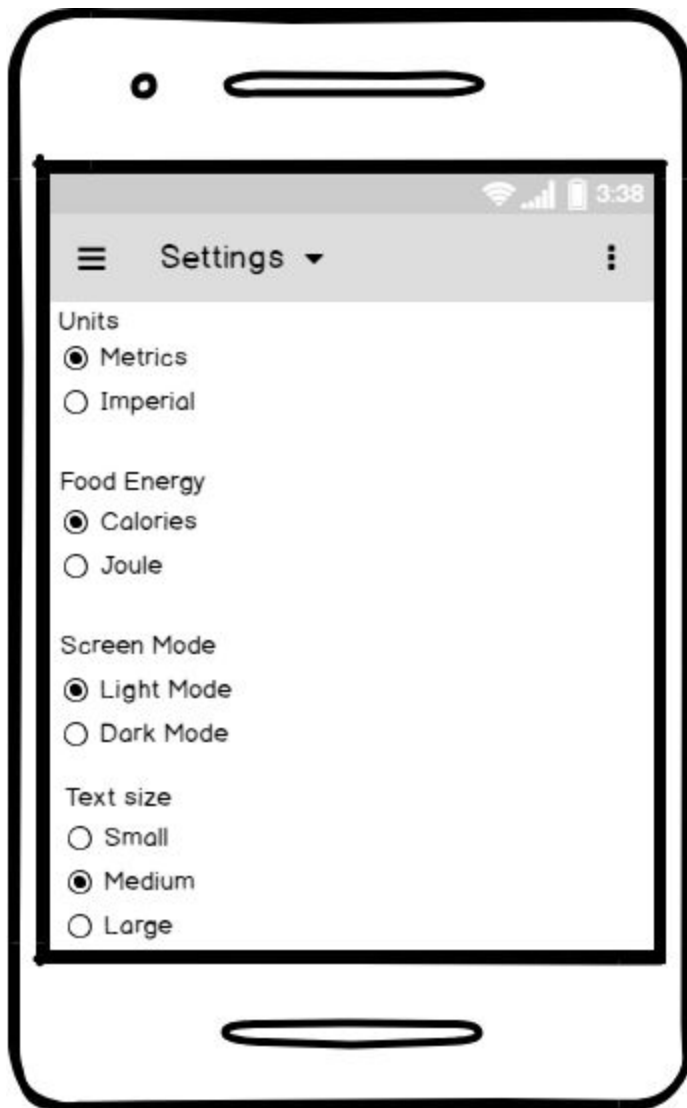 3:38
Settings
Units
Metrics
Imperial
Food Energy
Calories
Joule
Screen Mode
Light Mode
Dark Mode
Text size
Small
Medium
Large